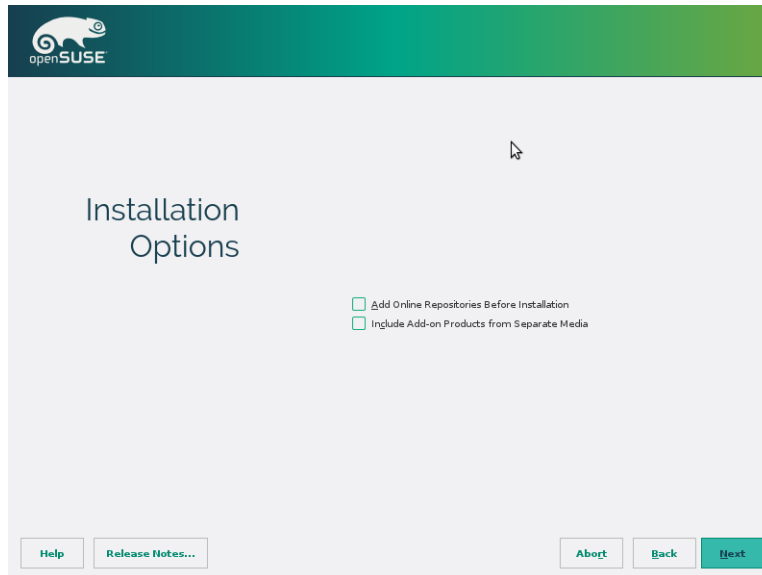 openSUSE
Installation
Options
Add Online Repositories Before Installation
Include Add-on Products from Separate Media
Help
Release Notes...
Abort
Back
Next